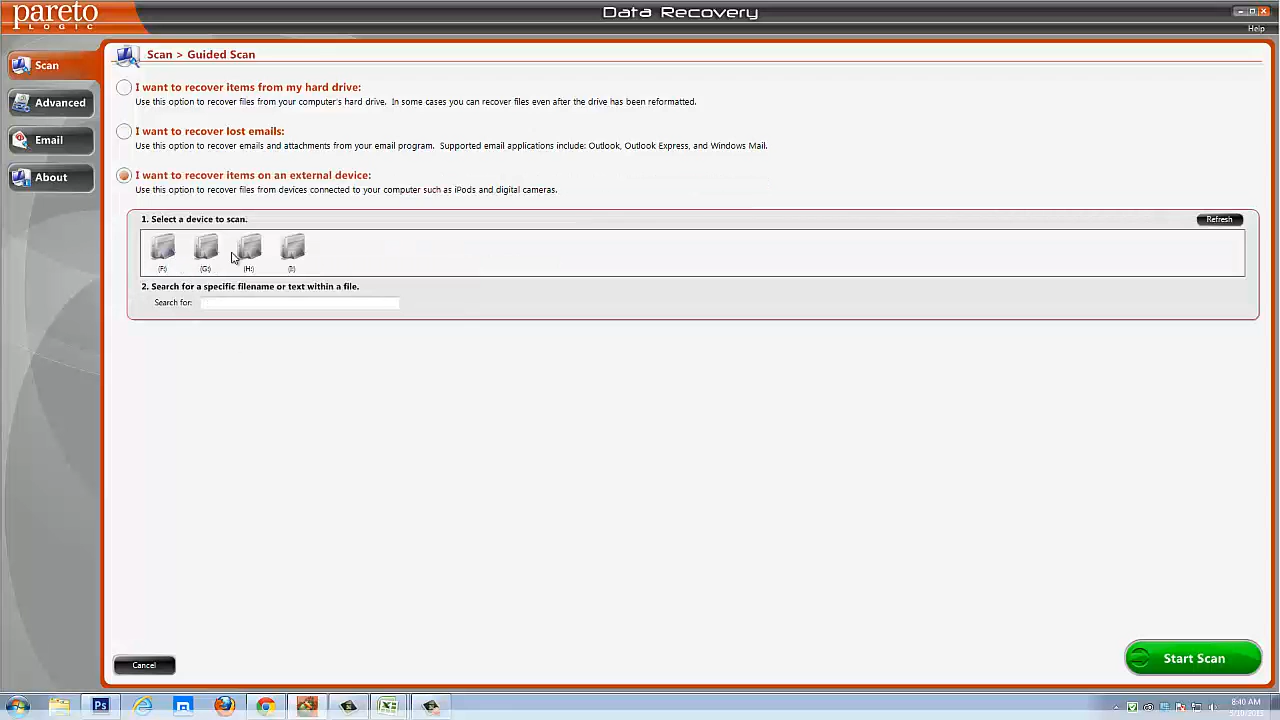 pareto
LOGIC
Data Recovery
Help
Scan
Advanced
Email
About
Scan > Guided Scan
I want to recover items from my hard drive:
Use this option to recover files from your computer's hard drive. In some cases you can recover files even after the drive has been reformatted.
I want to recover lost emails:
Use this option to recover emails and attachments from your email program. Supported email applications include: Outlook, Outlook Express, and Windows Mail.
I want to recover items on an external device:
Use this option to recover files from devices connected to your computer such as iPods and digital cameras.
1. Select a device to scan.
Refresh
(F:) (G:) (H:) (I:)
2. Search for a specific filename or text within a file.
Search for:
Cancel
Start Scan
Ps
8:40 AM